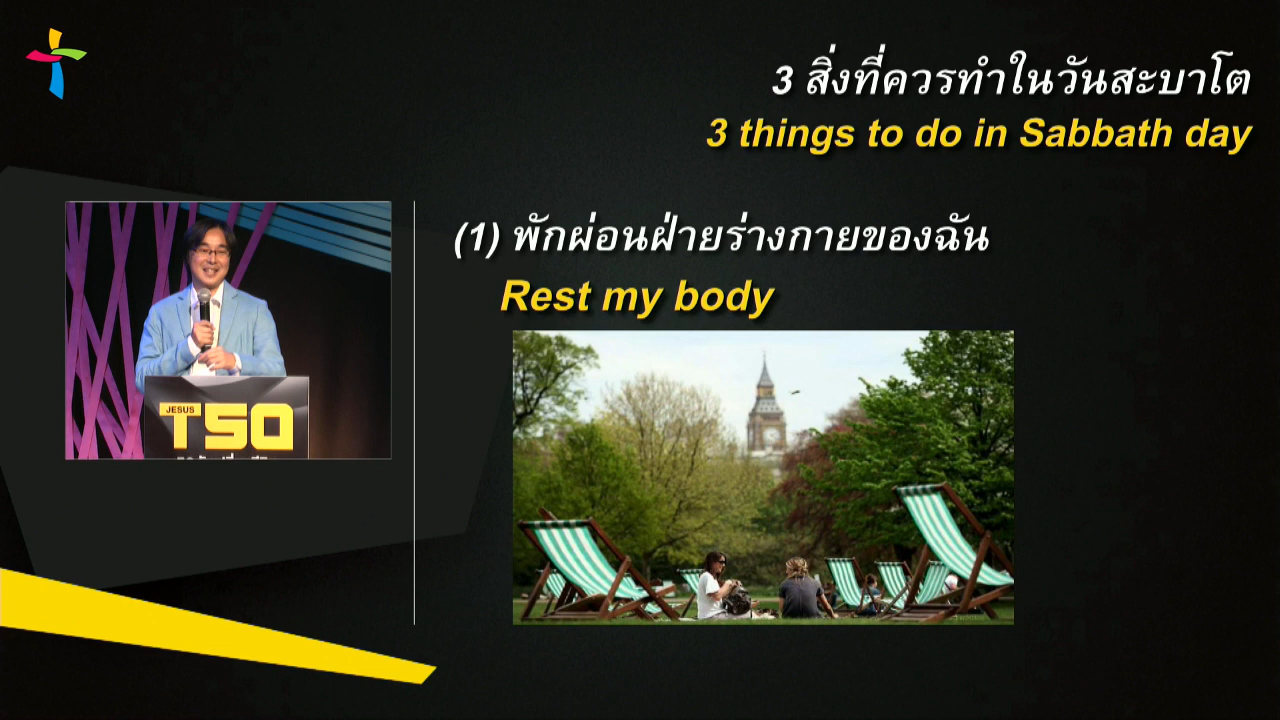 3 สิ่งที่ควรทำในวันสะบาโต
3 things to do in Sabbath day
(1) พักผ่อนฝ่ายร่างกายของฉัน
Rest my body
JESUS
T50